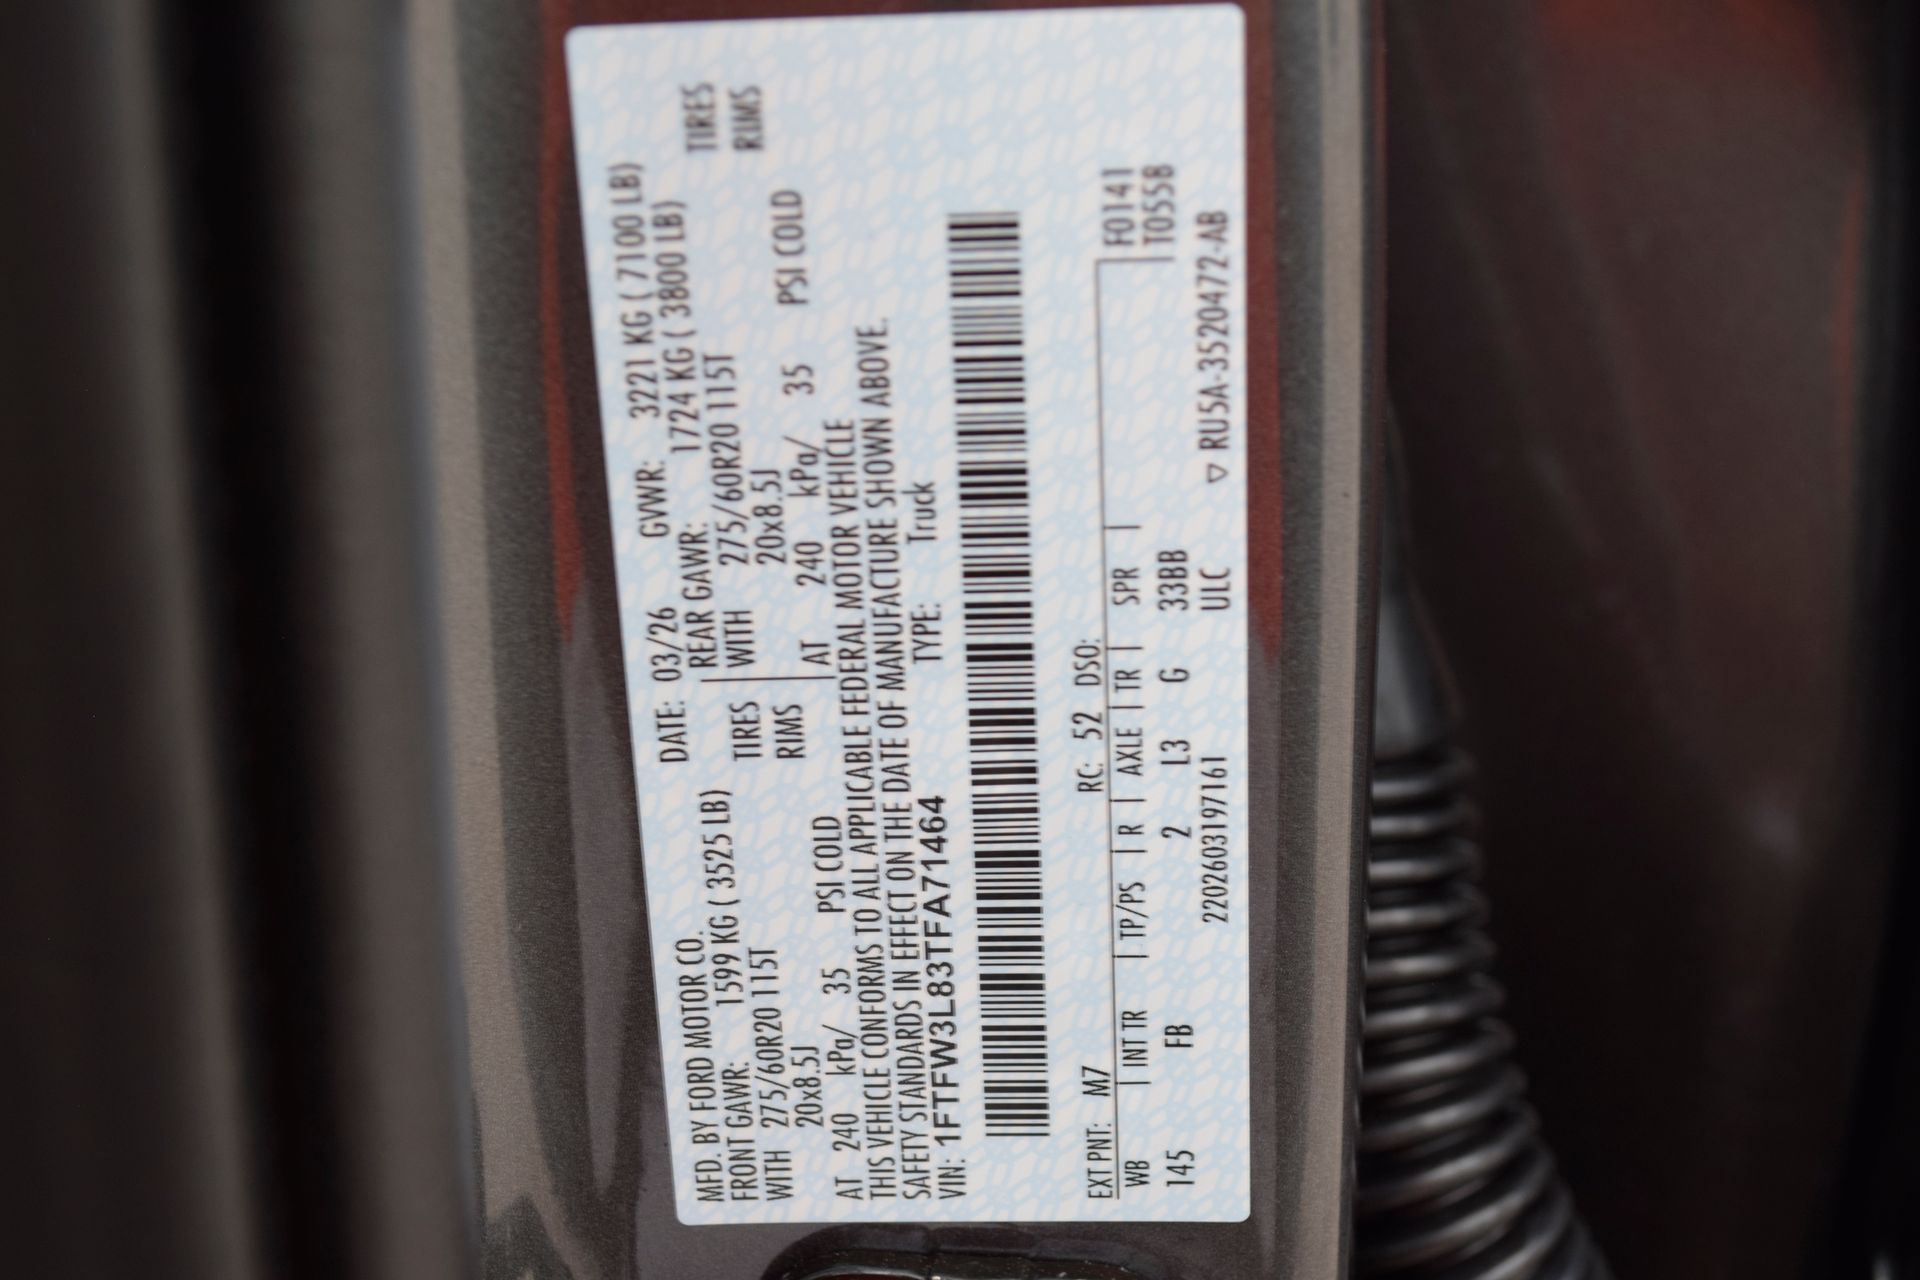 MFD. BY FORD MOTOR CO. DATE: 03/26 GVWR: 3221 KG ( 7100 LB)
FRONT GAWR: 1599 KG ( 3525 LB) REAR GAWR: 1724 KG ( 3800 LB)
WITH 275/60R20 115T TIRES WITH 275/60R20 115T TIRES
20x8.5J RIMS 20x8.5J RIMS
AT 240 kPa/ 35 PSI COLD AT 240 kPa/ 35 PSI COLD
THIS VEHICLE CONFORMS TO ALL APPLICABLE FEDERAL MOTOR VEHICLE
SAFETY STANDARDS IN EFFECT ON THE DATE OF MANUFACTURE SHOWN ABOVE.
VIN: 1FTFW3L83TFA71464 TYPE: Truck
EXT PNT: M7 RC: 52 DSO: F0141
WB | INT TR | TP/PS | R | AXLE | TR | SPR | T055B
145 FB 2 L3 G 33BB
2202603197161 ULC ▽ RU5A-3520472-AB